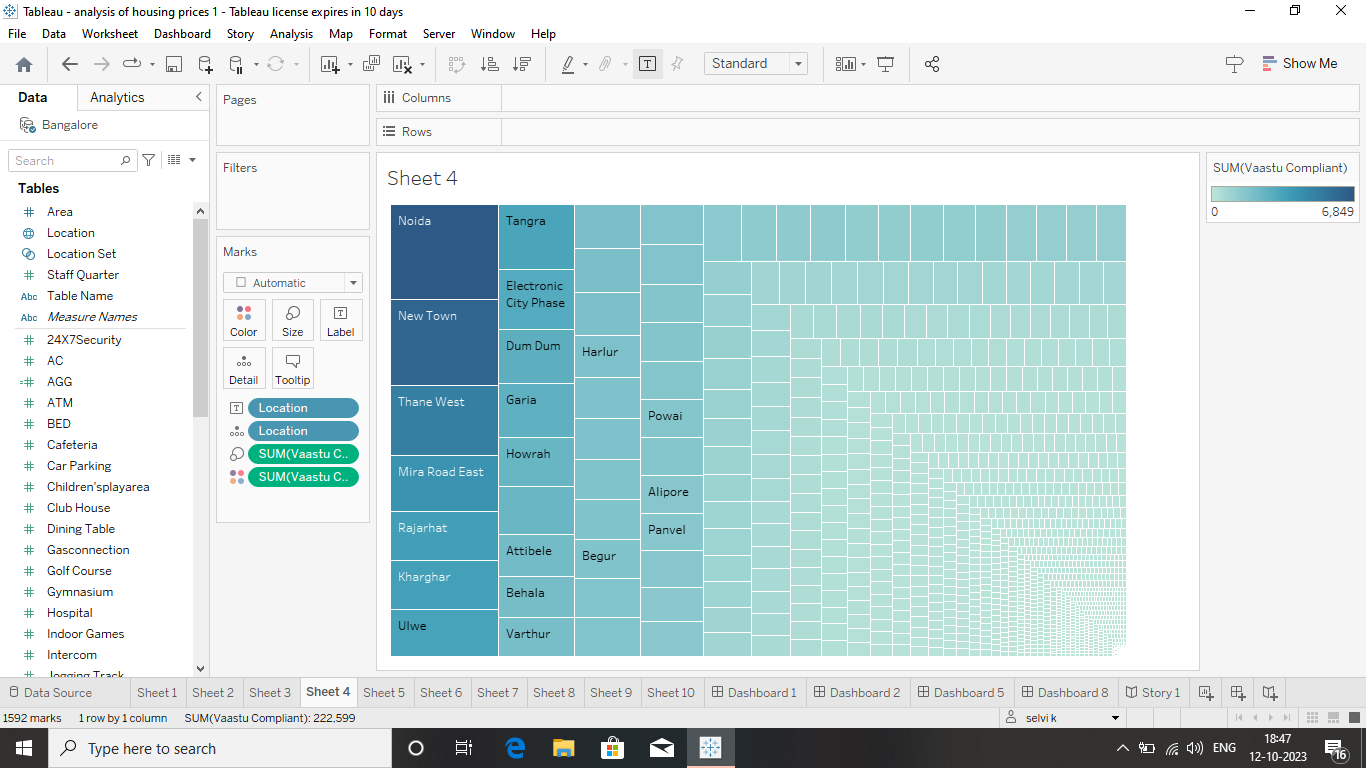 Tableau - analysis of housing prices 1 - Tableau license expires in 10 days
File Data Worksheet Dashboard Story Analysis Map Format Server Window Help
Standard
Show Me
Data Analytics
Bangalore
Search
Tables
# Area
Location
Location Set
# Staff Quarter
Abc Table Name
Abc Measure Names
# 24X7Security
# AC
=# AGG
# ATM
# BED
# Cafeteria
# Car Parking
# Children'splayarea
# Club House
# Dining Table
# Gasconnection
# Golf Course
# Gymnasium
# Hospital
# Indoor Games
# Intercom
# Jogging Track
Pages
Filters
Marks
Automatic
Color Size Label
Detail Tooltip
Location
Location
SUM(Vaastu C..
SUM(Vaastu C..
Columns
Rows
Sheet 4
Noida
New Town
Thane West
Mira Road East
Rajarhat
Kharghar
Ulwe
Tangra
Electronic
City Phase
Dum Dum
Garia
Howrah
Attibele
Behala
Varthur
Harlur
Begur
Powai
Alipore
Panvel
SUM(Vaastu Compliant)
0 6,849
Data Source Sheet 1 Sheet 2 Sheet 3 Sheet 4 Sheet 5 Sheet 6 Sheet 7 Sheet 8 Sheet 9 Sheet 10 Dashboard 1 Dashboard 2 Dashboard 5 Dashboard 8 Story 1
1592 marks 1 row by 1 column SUM(Vaastu Compliant): 222,599
selvi k
Type here to search
ENG
18:47
12-10-2023
16